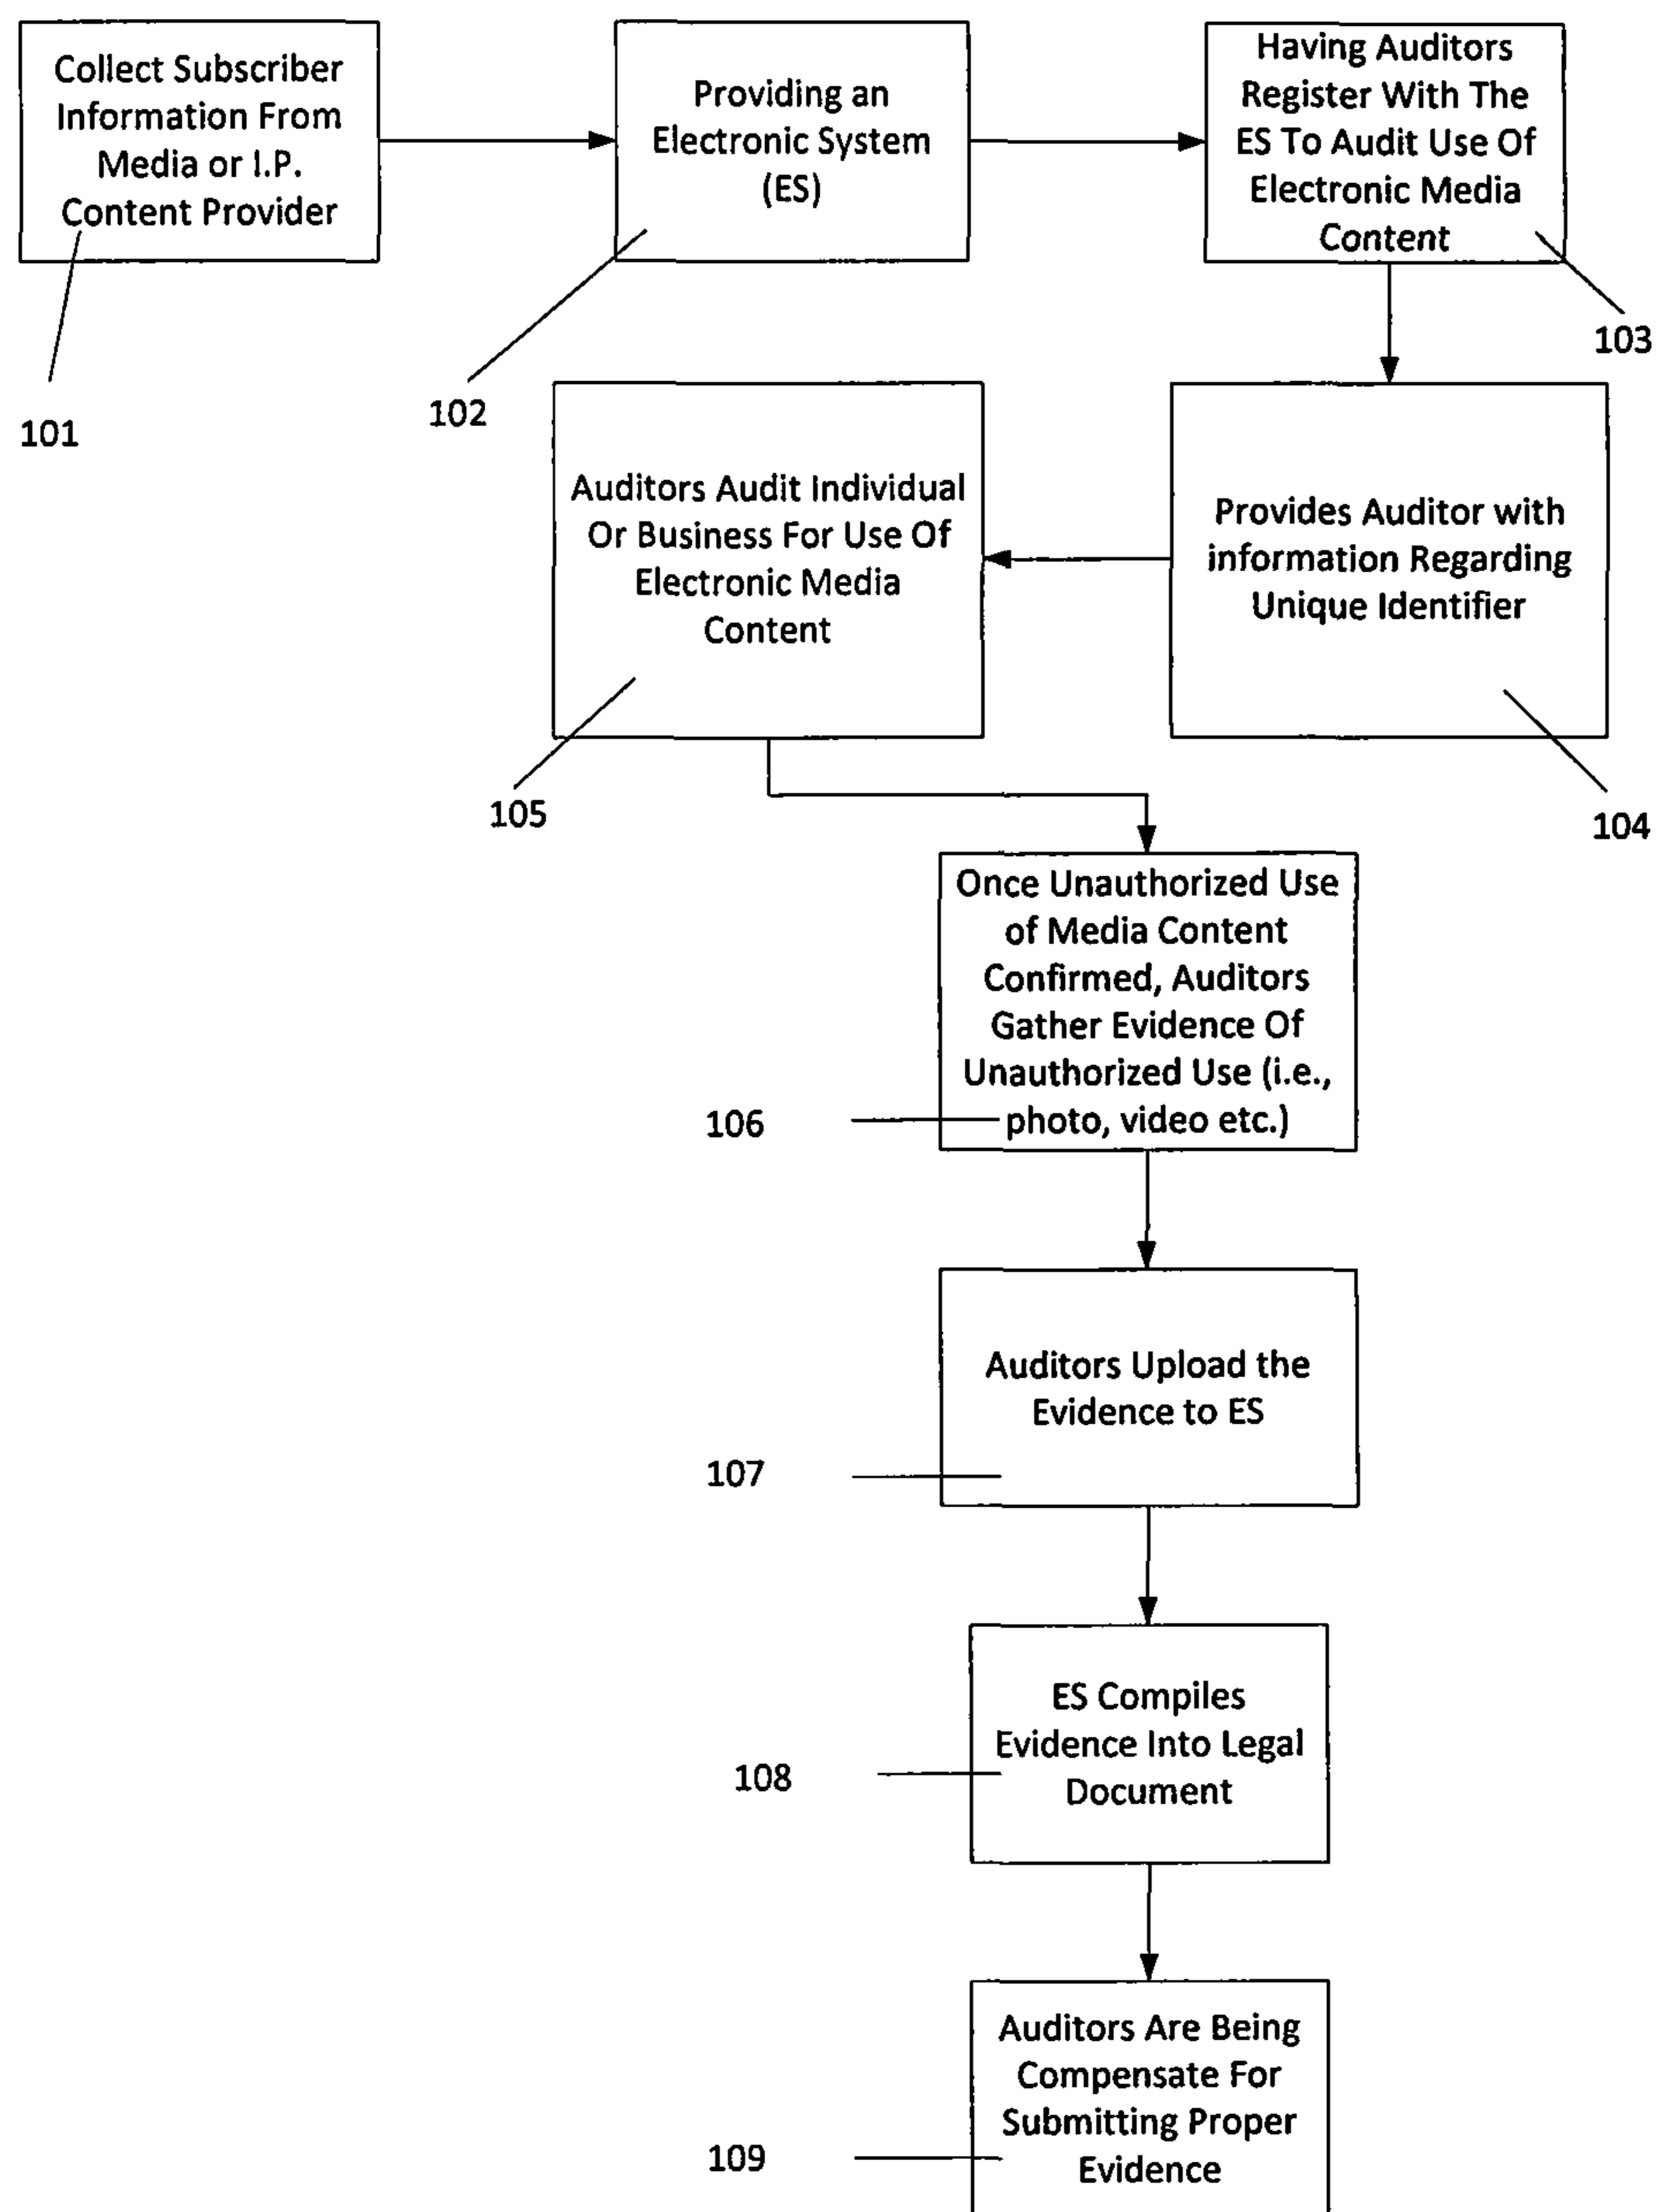 Collect Subscriber
Information From
Media or I.P.
Content Provider
101
Providing an
Electronic System
(ES)
102
Having Auditors
Register With The
ES To Audit Use Of
Electronic Media
Content
103
Provides Auditor with
information Regarding
Unique Identifier
104
Auditors Audit Individual
Or Business For Use Of
Electronic Media
Content
105
Once Unauthorized Use
of Media Content
Confirmed, Auditors
Gather Evidence Of
Unauthorized Use (i.e.,
photo, video etc.)
106
Auditors Upload the
Evidence to ES
107
ES Compiles
Evidence Into Legal
Document
108
Auditors Are Being
Compensate For
Submitting Proper
Evidence
109